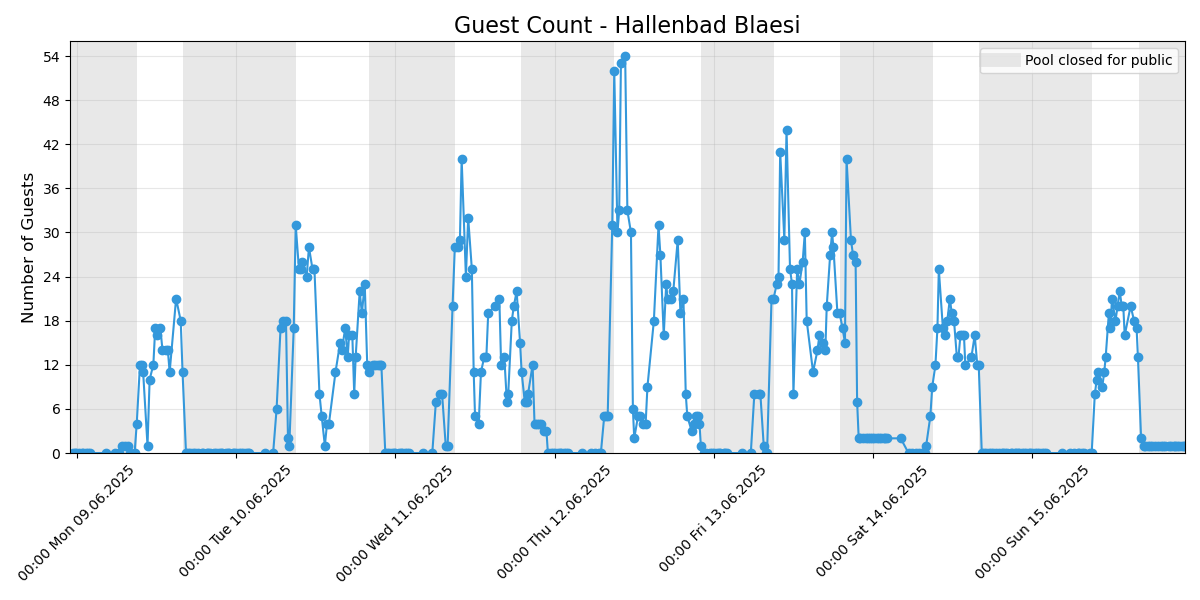 Guest Count - Hallenbad Blaesi
Pool closed for public
Number of Guests
54
48
42
36
30
24
18
12
6
0
00:00 Mon 09.06.2025
00:00 Tue 10.06.2025
00:00 Wed 11.06.2025
00:00 Thu 12.06.2025
00:00 Fri 13.06.2025
00:00 Sat 14.06.2025
00:00 Sun 15.06.2025